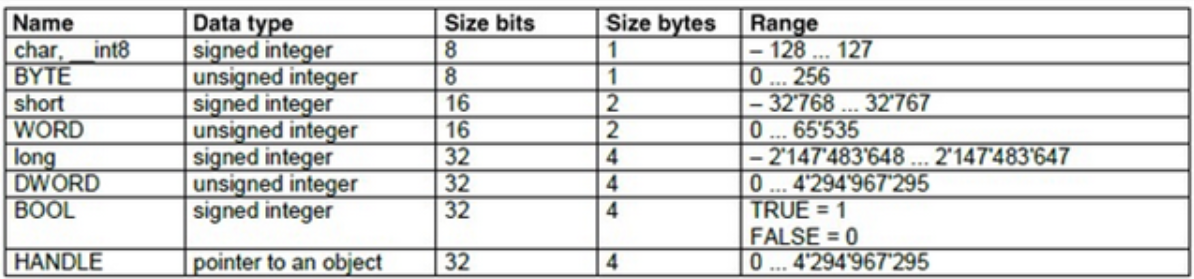 Name Data type Size bits Size bytes Range
char, __int8 signed integer 8 1 – 128 ... 127
BYTE unsigned integer 8 1 0 ... 256
short signed integer 16 2 – 32'768 ... 32'767
WORD unsigned integer 16 2 0 ... 65'535
long signed integer 32 4 – 2'147'483'648 ... 2'147'483'647
DWORD unsigned integer 32 4 0 ... 4'294'967'295
BOOL signed integer 32 4 TRUE = 1
FALSE = 0
HANDLE pointer to an object 32 4 0 ... 4'294'967'295